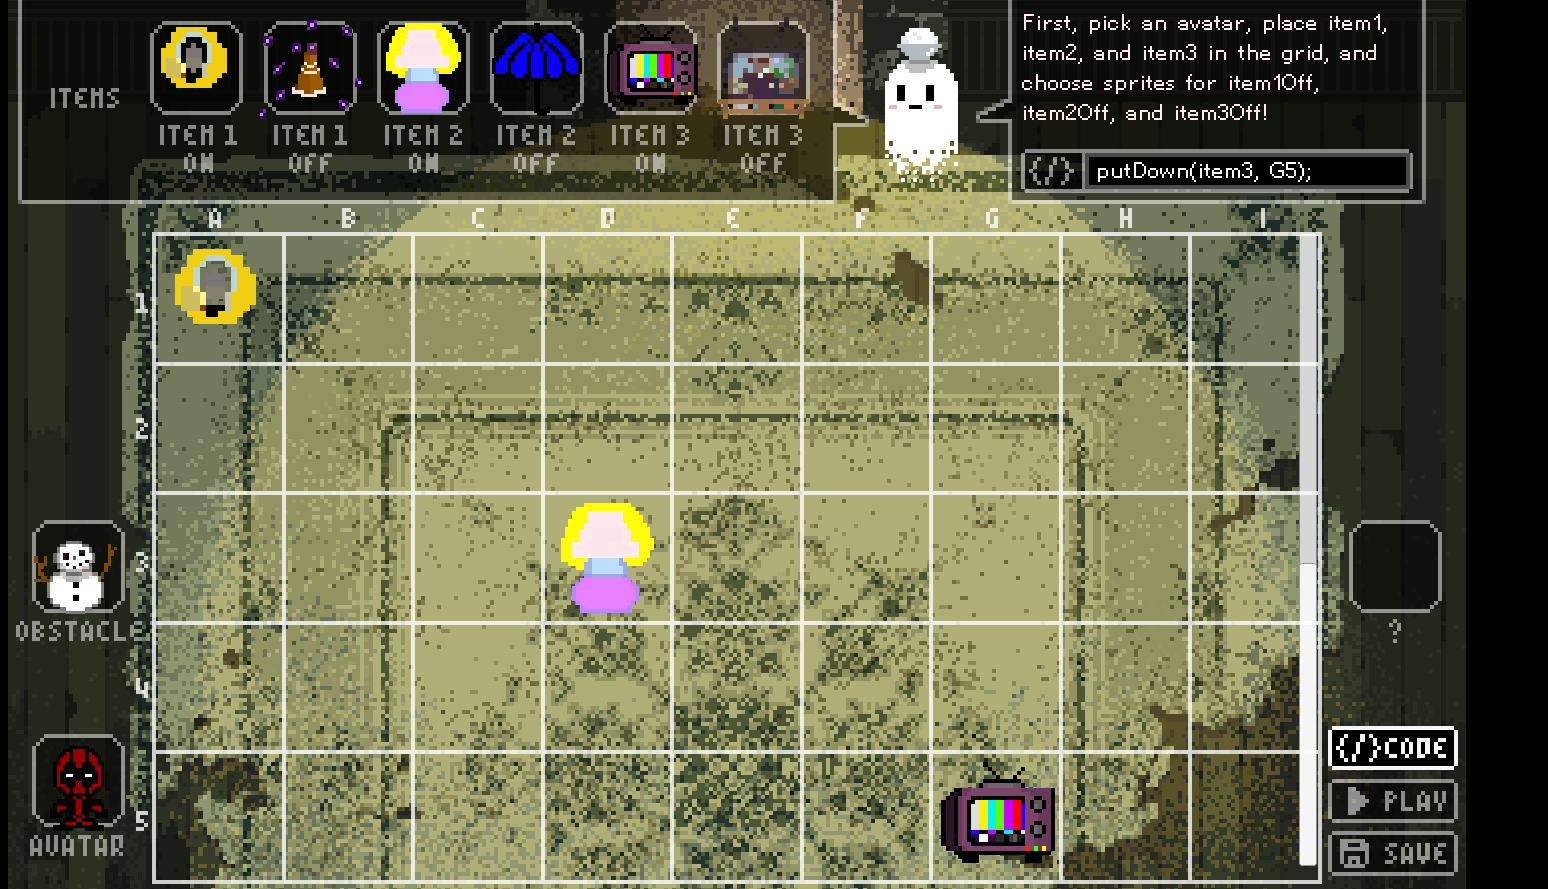 First, pick an avatar, place item1,
item2, and item3 in the grid, and
choose sprites for item1Off,
item2Off, and item3Off!
{/} putDown(item3, G5);
ITEMS
ITEM 1 ON
ITEM 1 OFF
ITEM 2 ON
ITEM 2 OFF
ITEM 3 ON
ITEM 3 OFF
A B C D E F G H I
1
2
3
4
5
OBSTACLE
AVATAR
?
{/}CODE
PLAY
SAVE